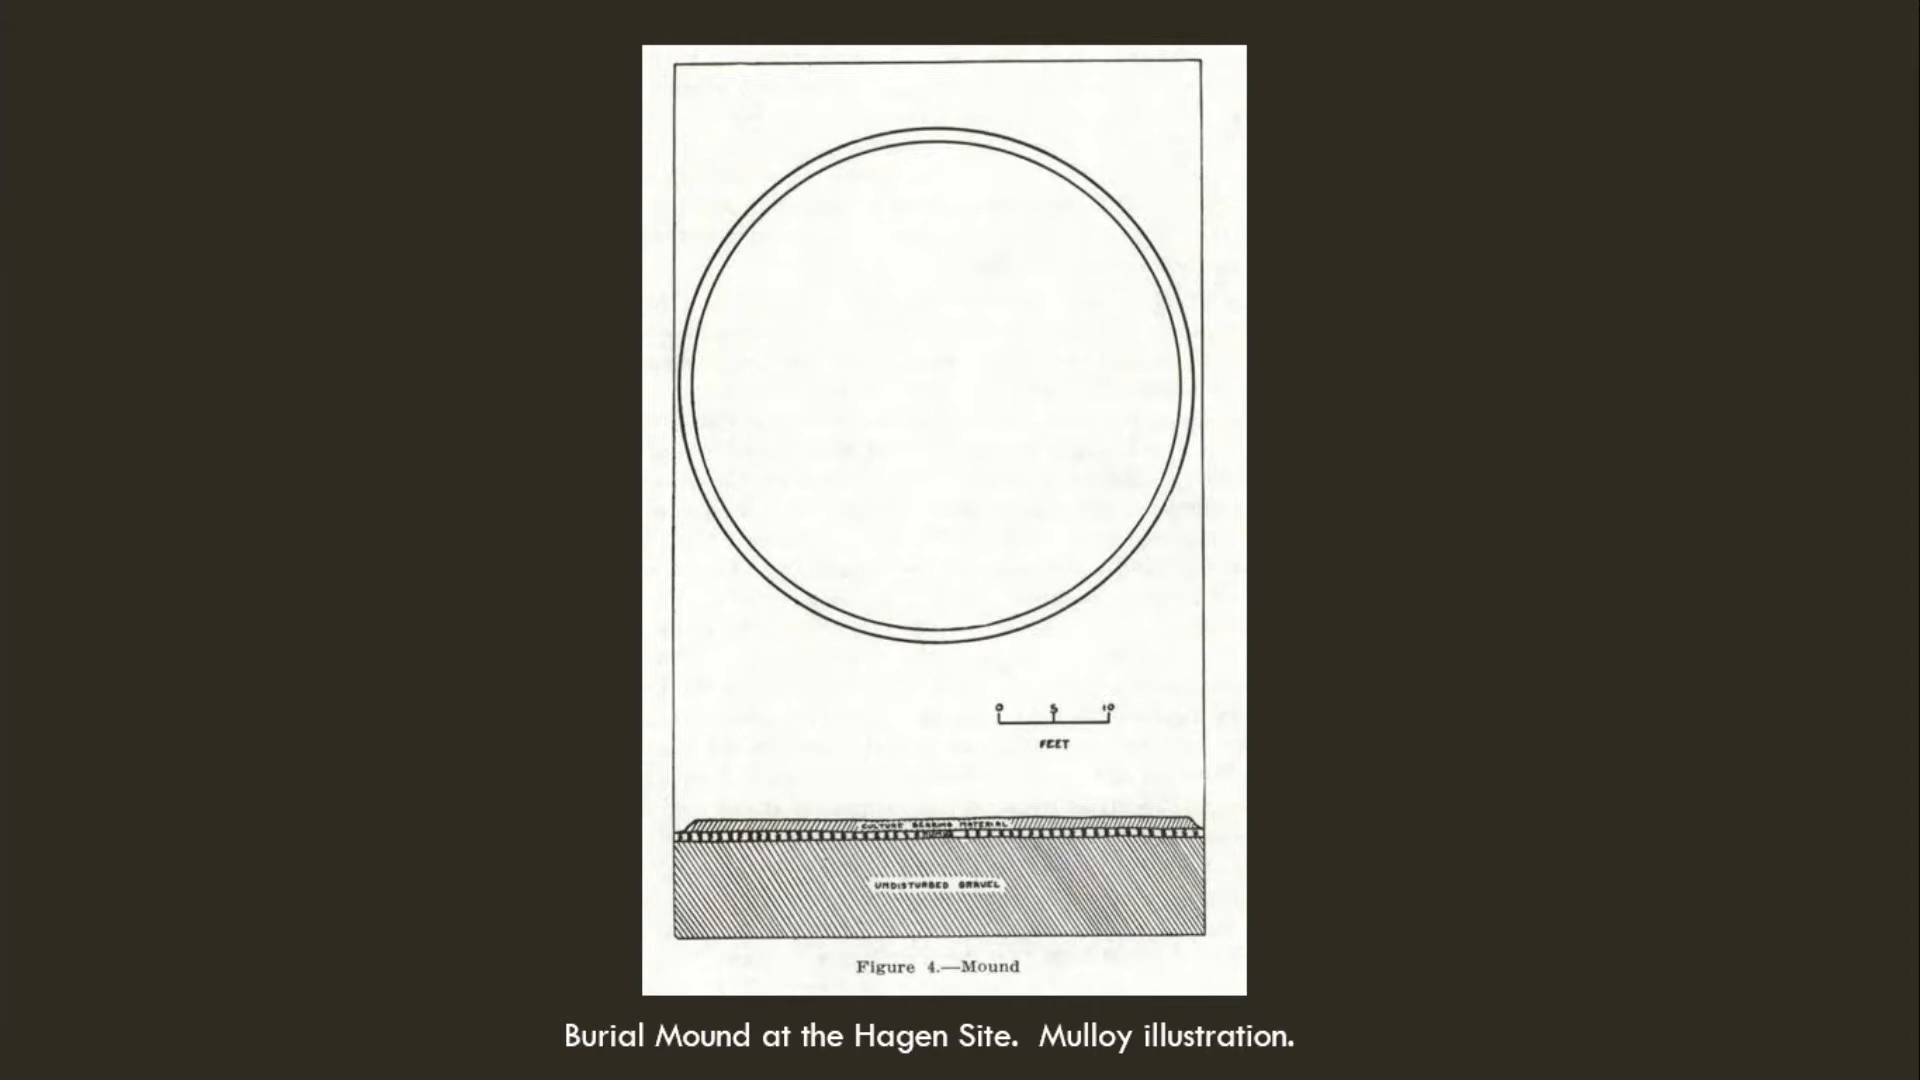 0 5 10
FEET
CULTURE BEARING MATERIAL
HUMUS
UNDISTURBED GRAVEL
Figure 4.—Mound
Burial Mound at the Hagen Site. Mulloy illustration.